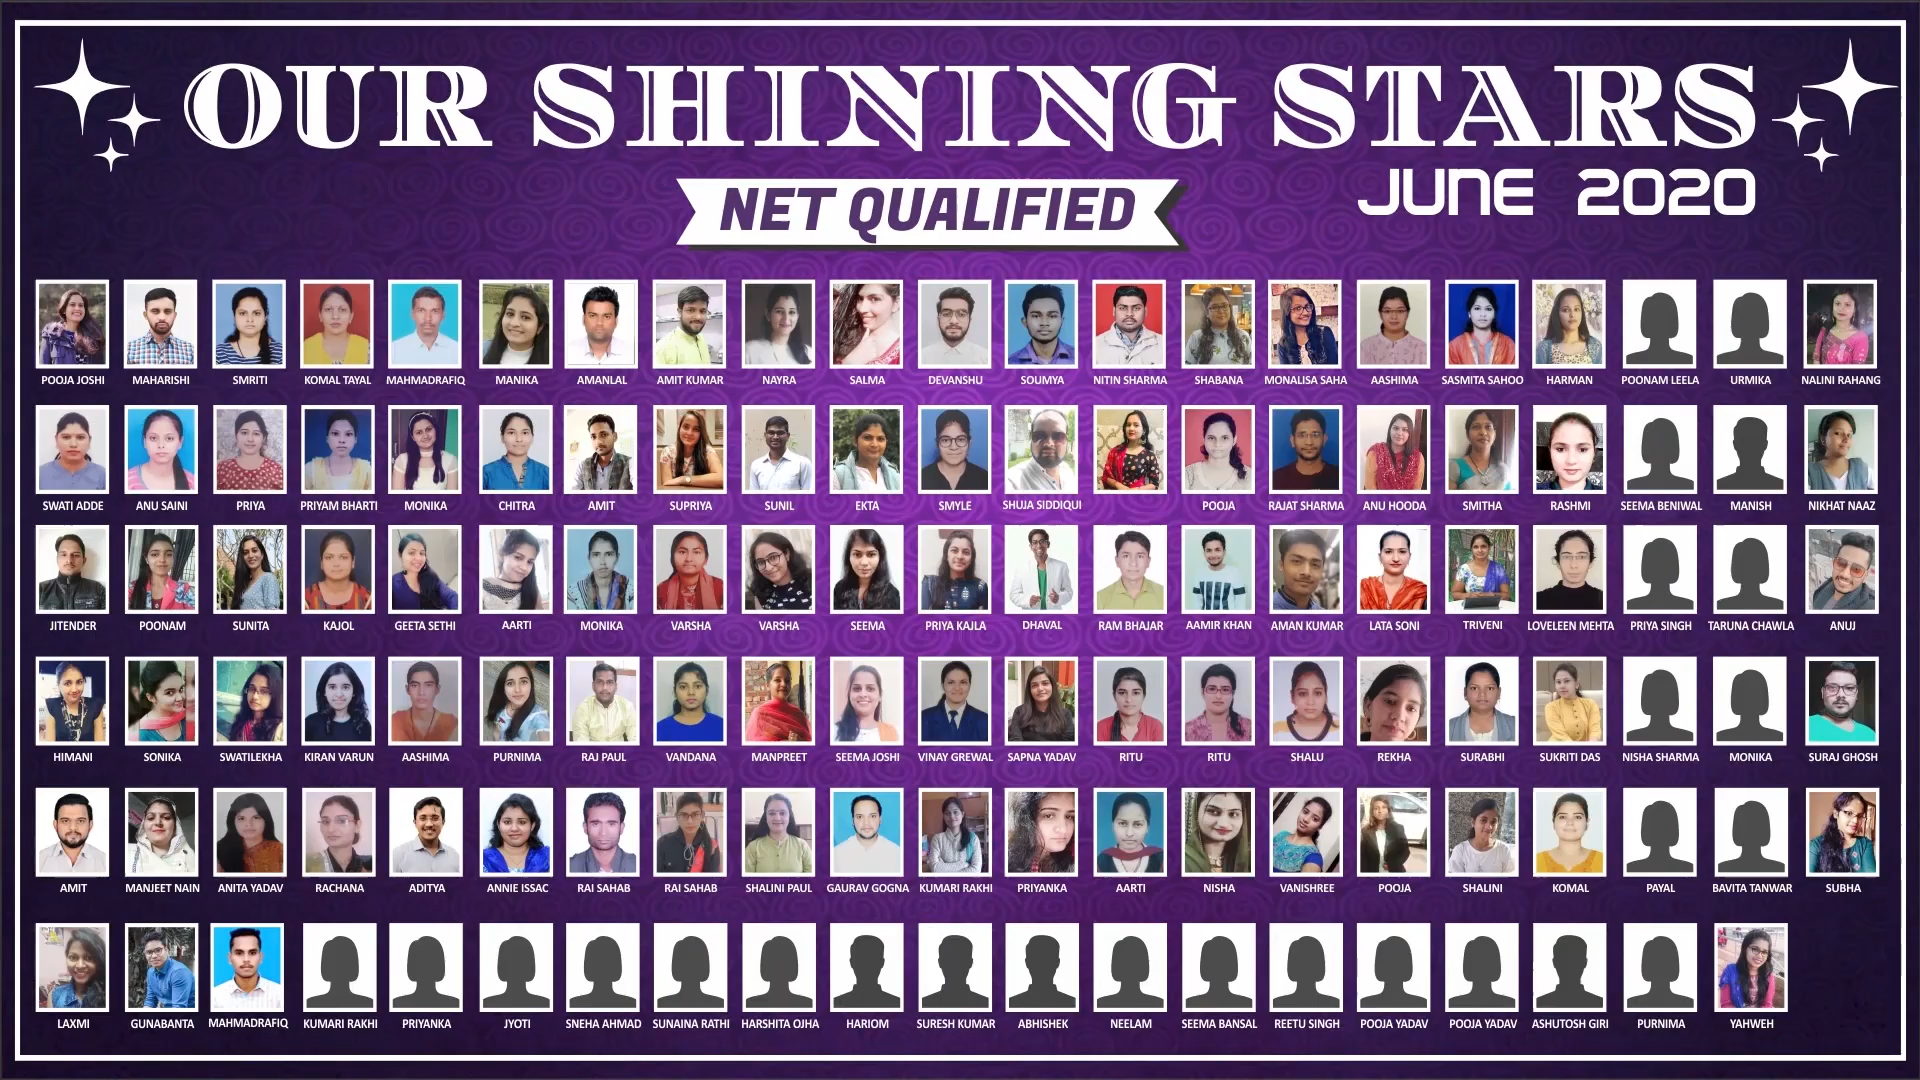 OUR SHINING STARS
JUNE 2020
NET QUALIFIED
POOJA JOSHI MAHARISHI SMRITI KOMAL TAYAL MAHMADRAFIQ MANIKA AMANLAL AMIT KUMAR NAYRA SALMA DEVANSHU SOUMYA NITIN SHARMA SHABANA MONALISA SAHA AASHIMA SASMITA SAHOO HARMAN POONAM LEELA URMIKA NALINI RAHANG
SWATI ADDE ANU SAINI PRIYA PRIYAM BHARTI MONIKA CHITRA AMIT SUPRIYA SUNIL EKTA SMYLE SHUJA SIDDIQUI POOJA RAJAT SHARMA ANU HOODA SMITHA RASHMI SEEMA BENIWAL MANISH NIKHAT NAAZ
JITENDER POONAM SUNITA KAJOL GEETA SETHI AARTI MONIKA VARSHA VARSHA SEEMA PRIYA KAJLA DHAVAL RAM BHAJAR AAMIR KHAN AMAN KUMAR LATA SONI TRIVENI LOVELEEN MEHTA PRIYA SINGH TARUNA CHAWLA ANUJ
HIMANI SONIKA SWATILEKHA KIRAN VARUN AASHIMA PURNIMA RAJ PAUL VANDANA MANPREET SEEMA JOSHI VINAY GREWAL SAPNA YADAV RITU RITU SHALU REKHA SURABHI SUKRITI DAS NISHA SHARMA MONIKA SURAJ GHOSH
AMIT MANJEET NAIN ANITA YADAV RACHANA ADITYA ANNIE ISSAC RAI SAHAB RAI SAHAB SHALINI PAUL GAURAV GOGNA KUMARI RAKHI PRIYANKA AARTI NISHA VANISHREE POOJA SHALINI KOMAL PAYAL BAVITA TANWAR SUBHA
LAXMI GUNABANTA MAHMADRAFIQ KUMARI RAKHI PRIYANKA JYOTI SNEHA AHMAD SUNAINA RATHI HARSHITA OJHA HARIOM SURESH KUMAR ABHISHEK NEELAM SEEMA BANSAL REETU SINGH POOJA YADAV POOJA YADAV ASHUTOSH GIRI PURNIMA YAHWEH